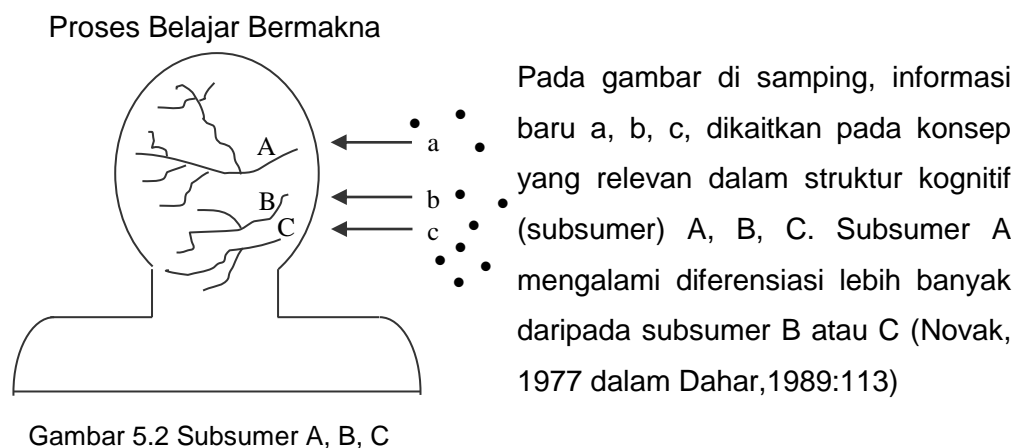 Proses Belajar Bermakna
A
B
C
a
b
c
Pada gambar di samping, informasi
baru a, b, c, dikaitkan pada konsep
yang relevan dalam struktur kognitif
(subsumer) A, B, C. Subsumer A
mengalami diferensiasi lebih banyak
daripada subsumer B atau C (Novak,
1977 dalam Dahar,1989:113)
Gambar 5.2 Subsumer A, B, C